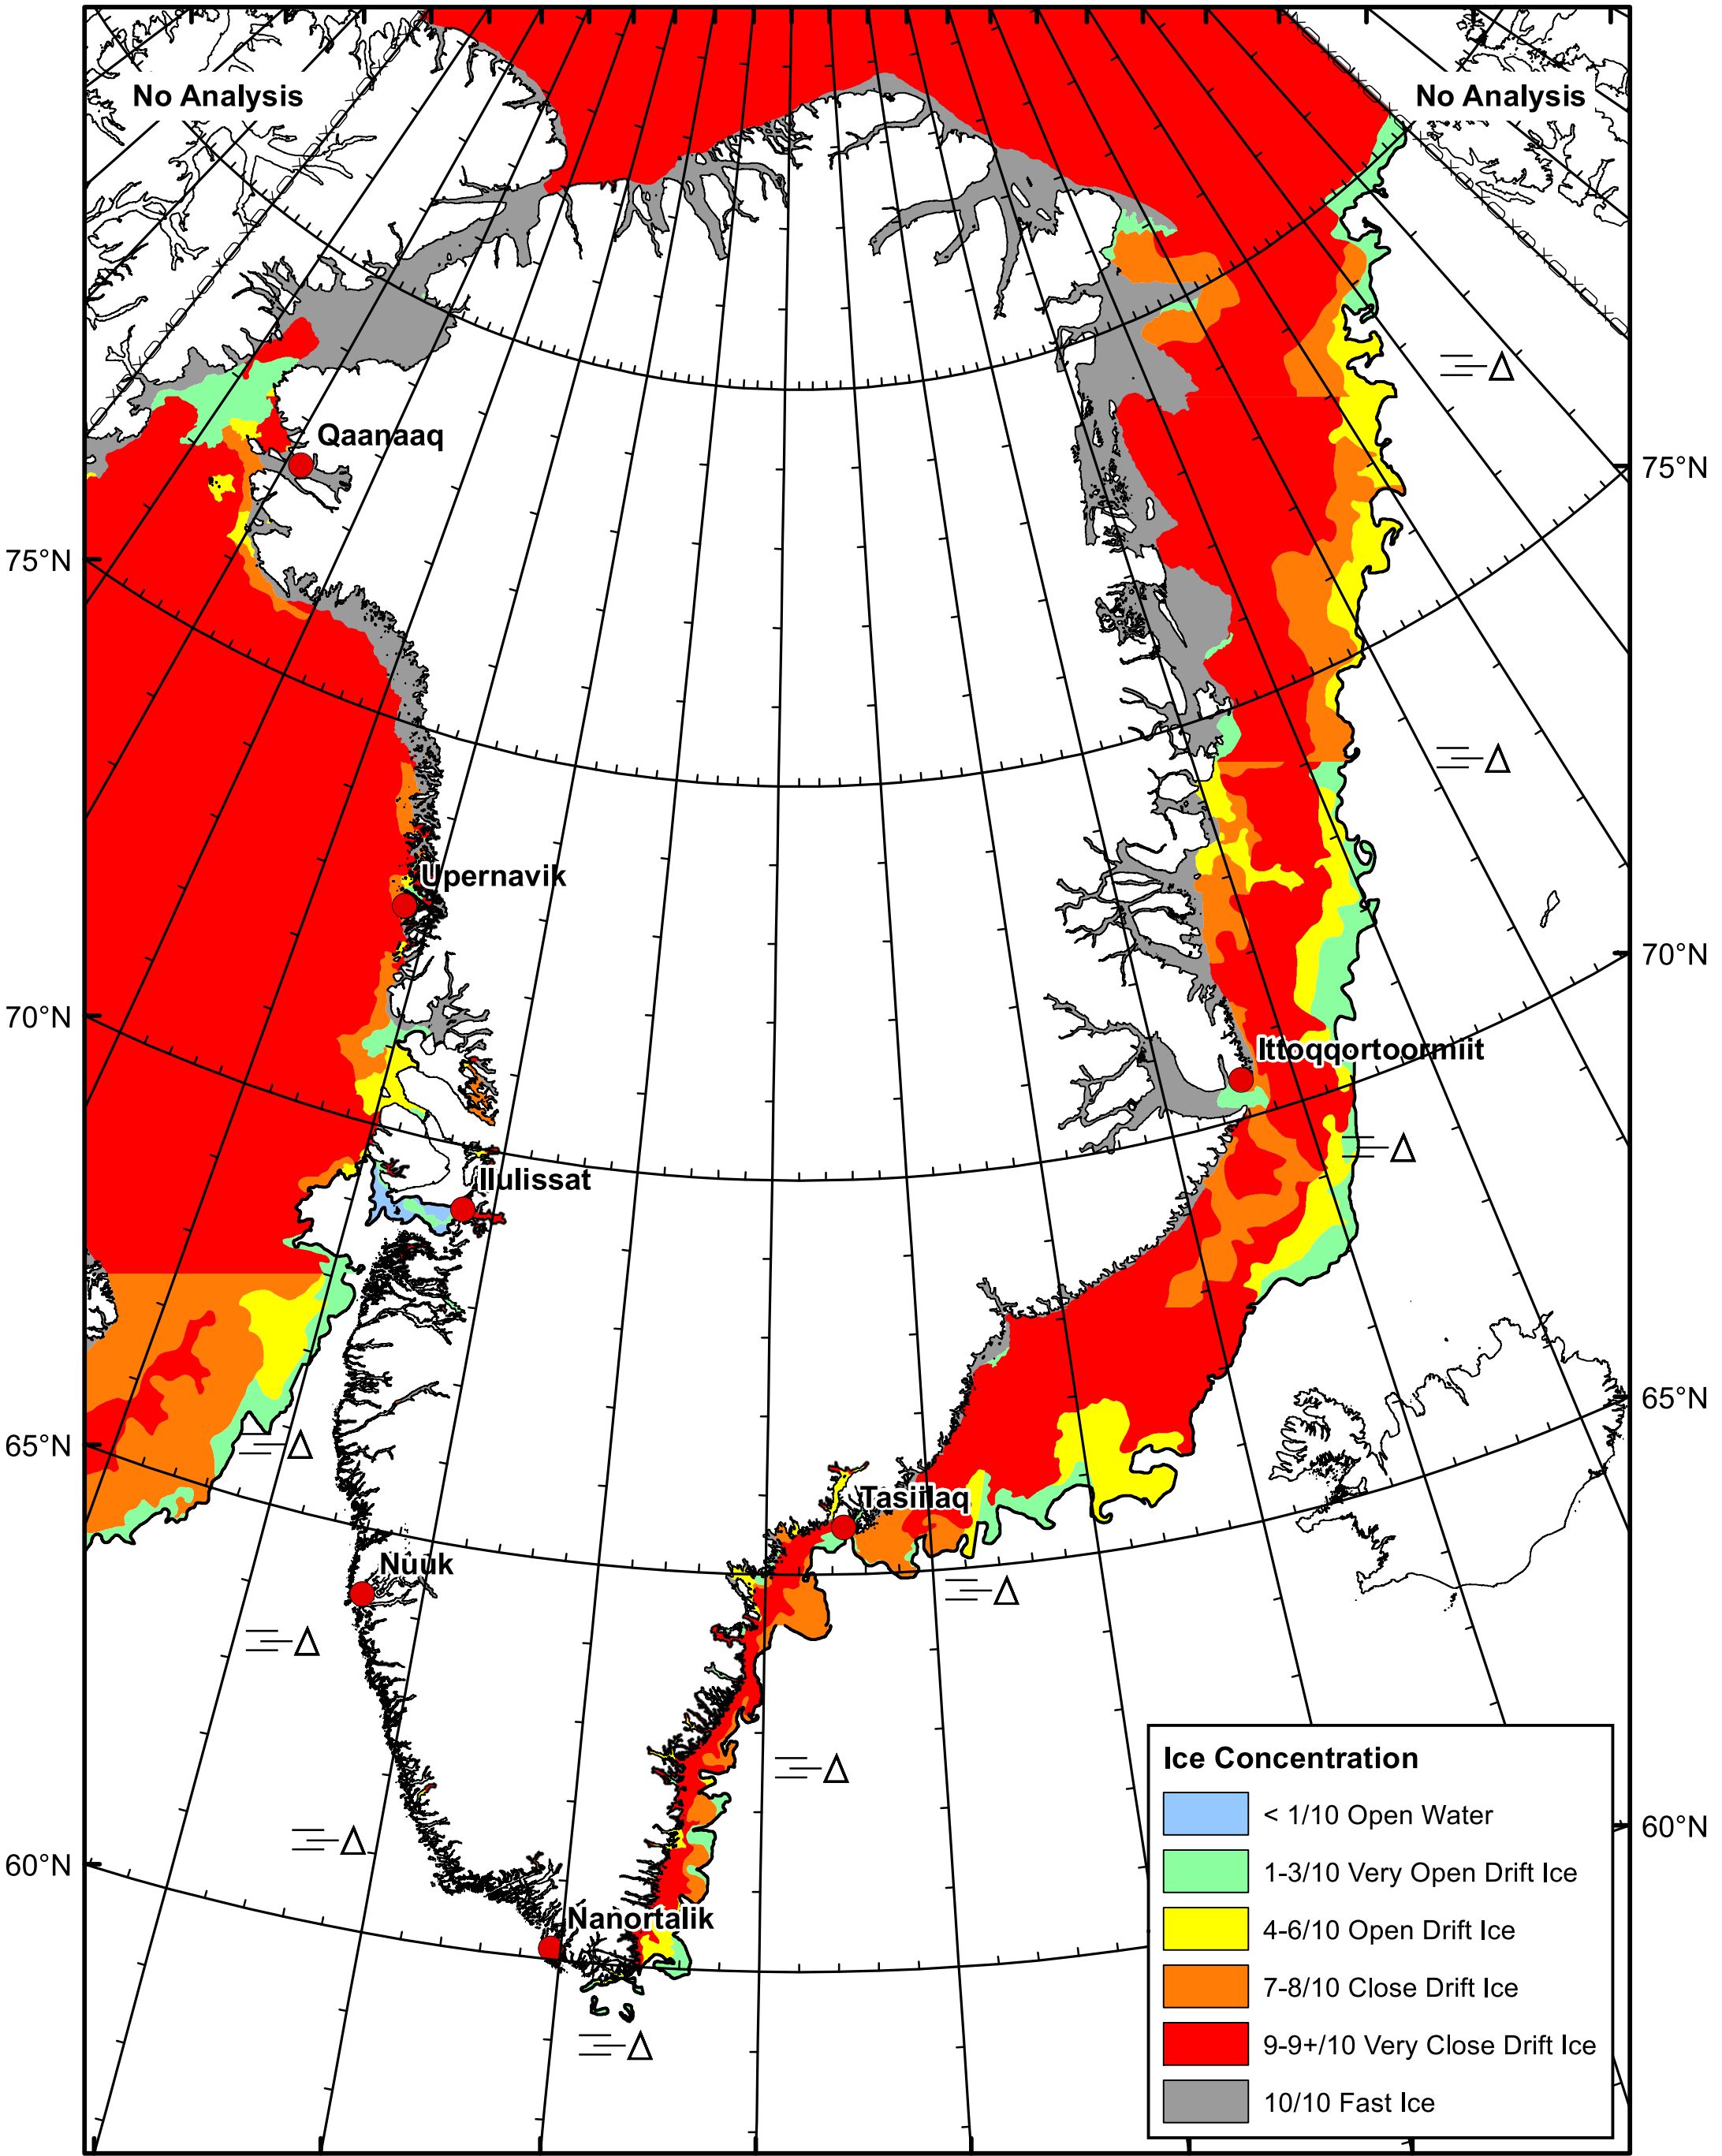 No Analysis
No Analysis
Qaanaaq
75°N
75°N
Upernavik
70°N
70°N
Ittoqqortoormiit
Ilulissat
65°N
65°N
Tasiilaq
Nuuk
60°N
60°N
Nanortalik
Ice Concentration
< 1/10 Open Water
1-3/10 Very Open Drift Ice
4-6/10 Open Drift Ice
7-8/10 Close Drift Ice
9-9+/10 Very Close Drift Ice
10/10 Fast Ice